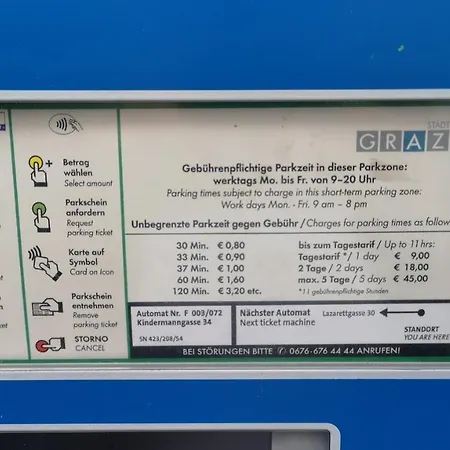 Betrag
wählen
Select amount
Parkschein
anfordern
Request
parking ticket
Karte auf
Symbol
Card on Icon
Parkschein
entnehmen
Remove
parking ticket
STORNO
CANCEL
STADT
GRAZ
Gebührenpflichtige Parkzeit in dieser Parkzone:
werktags Mo. bis Fr. von 9–20 Uhr
Parking times subject to charge in this short-term parking zone:
Work days Mon. - Fri. 9 am – 8 pm
Unbegrenzte Parkzeit gegen Gebühr / Charges for parking times as follow
30 Min. € 0,80
33 Min. € 0,90
37 Min. € 1,00
60 Min. € 1,60
120 Min. € 3,20 etc.
bis zum Tagestarif / Up to 11 hrs:
Tagestarif * / 1 day € 9,00
2 Tage / 2 days € 18,00
max. 5 Tage / 5 days € 45,00
*11 gebührenpflichtige Stunden
Automat Nr. F 003/072
Kindermanngasse 34
SN 423/208/54
Nächster Automat
Next ticket machine
Lazarettgasse 30
STANDORT
YOU ARE HERE
BEI STÖRUNGEN BITTE 0676-676 44 44 ANRUFEN!